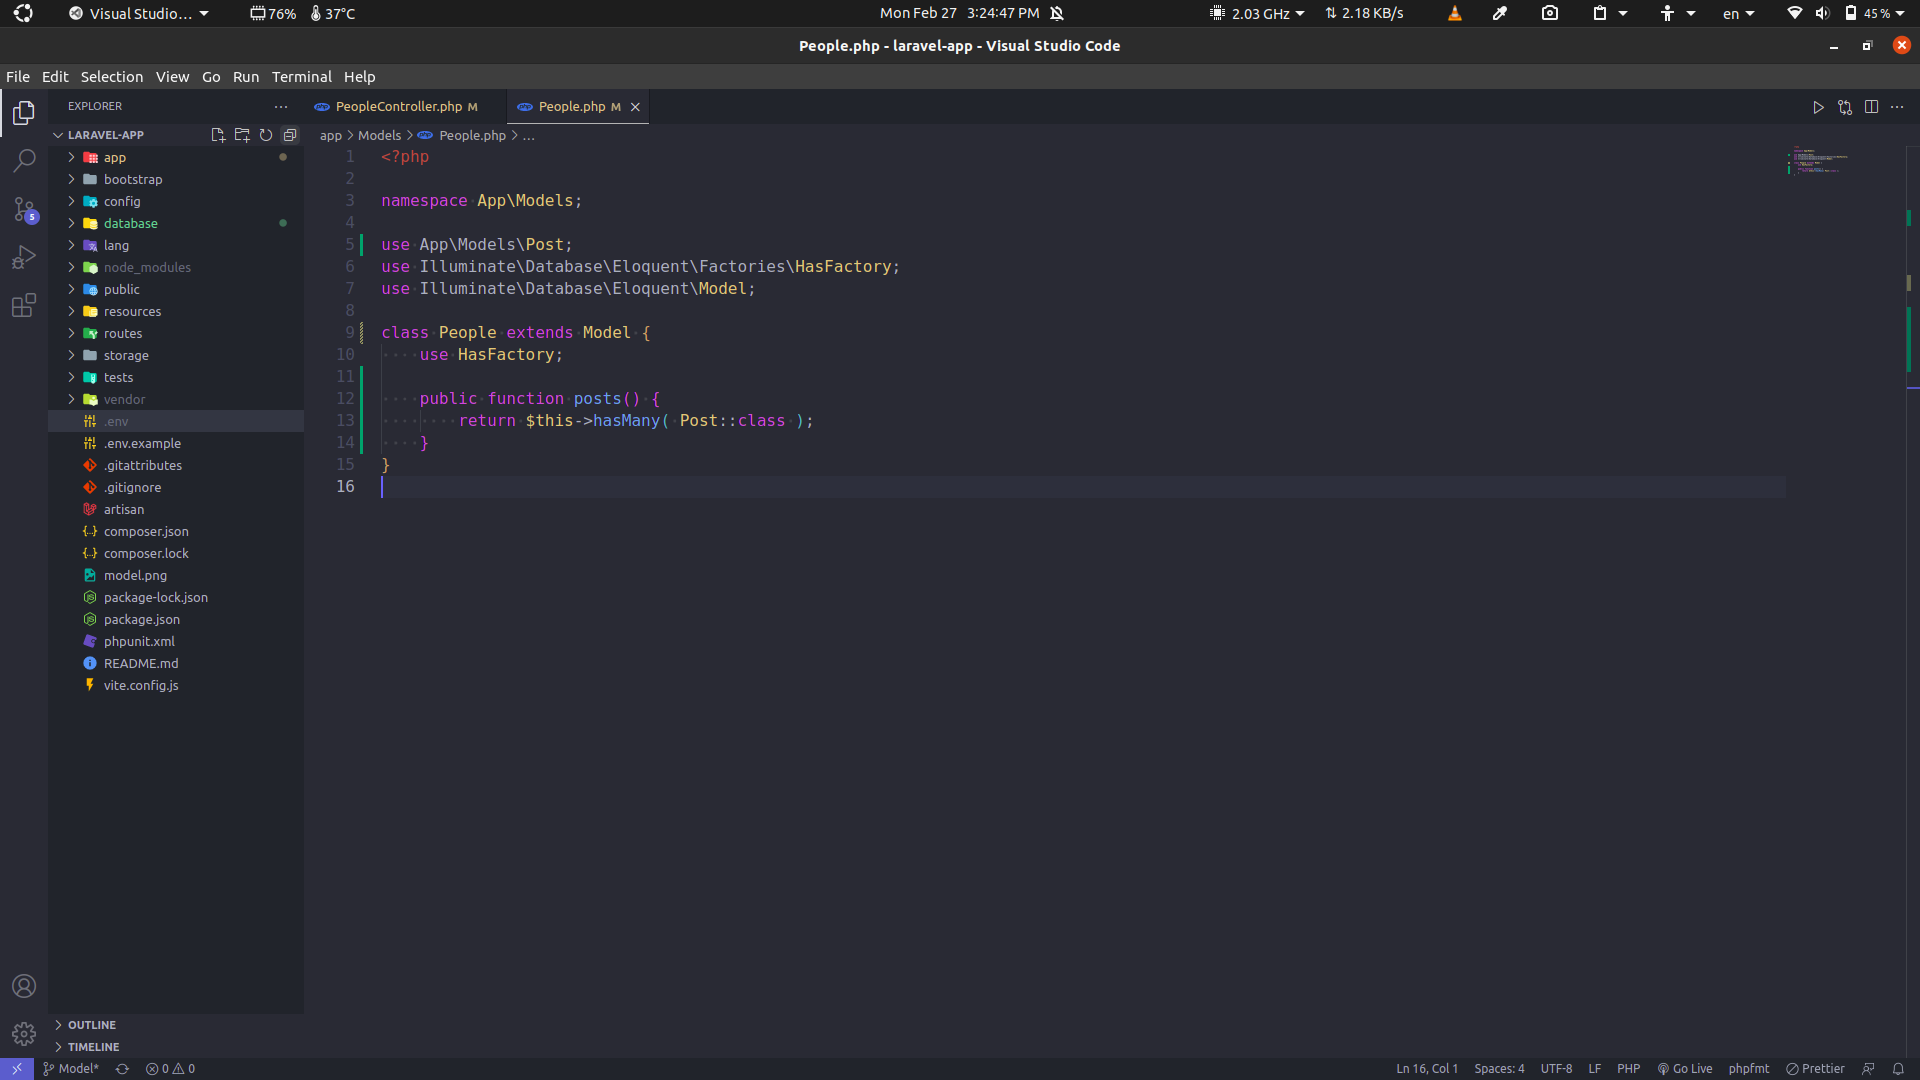 Visual Studio...
76%
37°C
Mon Feb 27 3:24:47 PM
2.03 GHz
2.18 KB/s
en
45 %
People.php - laravel-app - Visual Studio Code
File Edit Selection View Go Run Terminal Help
EXPLORER
LARAVEL-APP
app
bootstrap
config
database
lang
node_modules
public
resources
routes
storage
tests
vendor
.env
.env.example
.gitattributes
.gitignore
artisan
composer.json
composer.lock
model.png
package-lock.json
package.json
phpunit.xml
README.md
vite.config.js
OUTLINE
TIMELINE
5
PeopleController.php M
People.php M
app > Models > People.php > ...
1 <?php
2
3 namespace App\Models;
4
5 use App\Models\Post;
6 use Illuminate\Database\Eloquent\Factories\HasFactory;
7 use Illuminate\Database\Eloquent\Model;
8
9 class People extends Model {
10     use HasFactory;
11
12     public function posts() {
13         return $this->hasMany( Post::class );
14     }
15 }
16
Model*
0 0
Ln 16, Col 1
Spaces: 4
UTF-8
LF
PHP
Go Live
phpfmt
Prettier